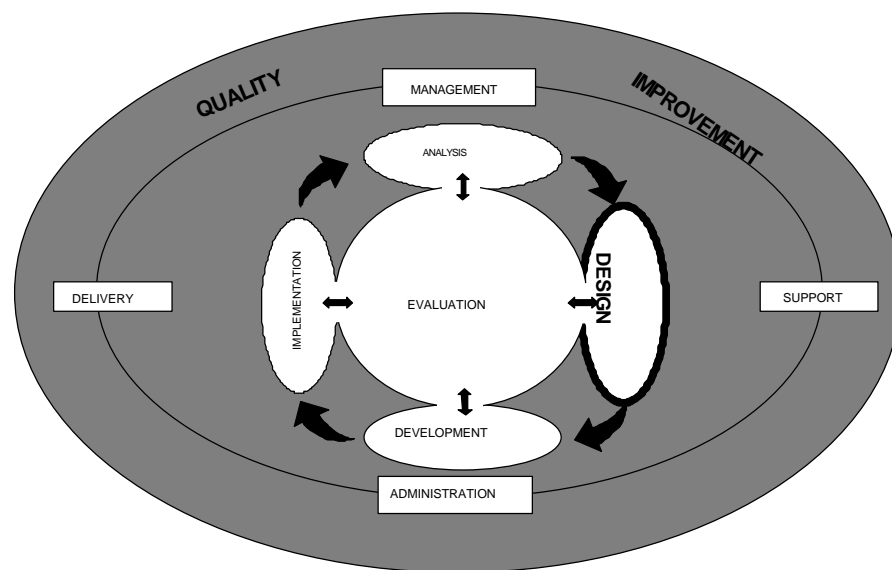 QUALITY
IMPROVEMENT
MANAGEMENT
ANALYSIS
IMPLEMENTATION
DESIGN
DELIVERY
EVALUATION
SUPPORT
DEVELOPMENT
ADMINISTRATION